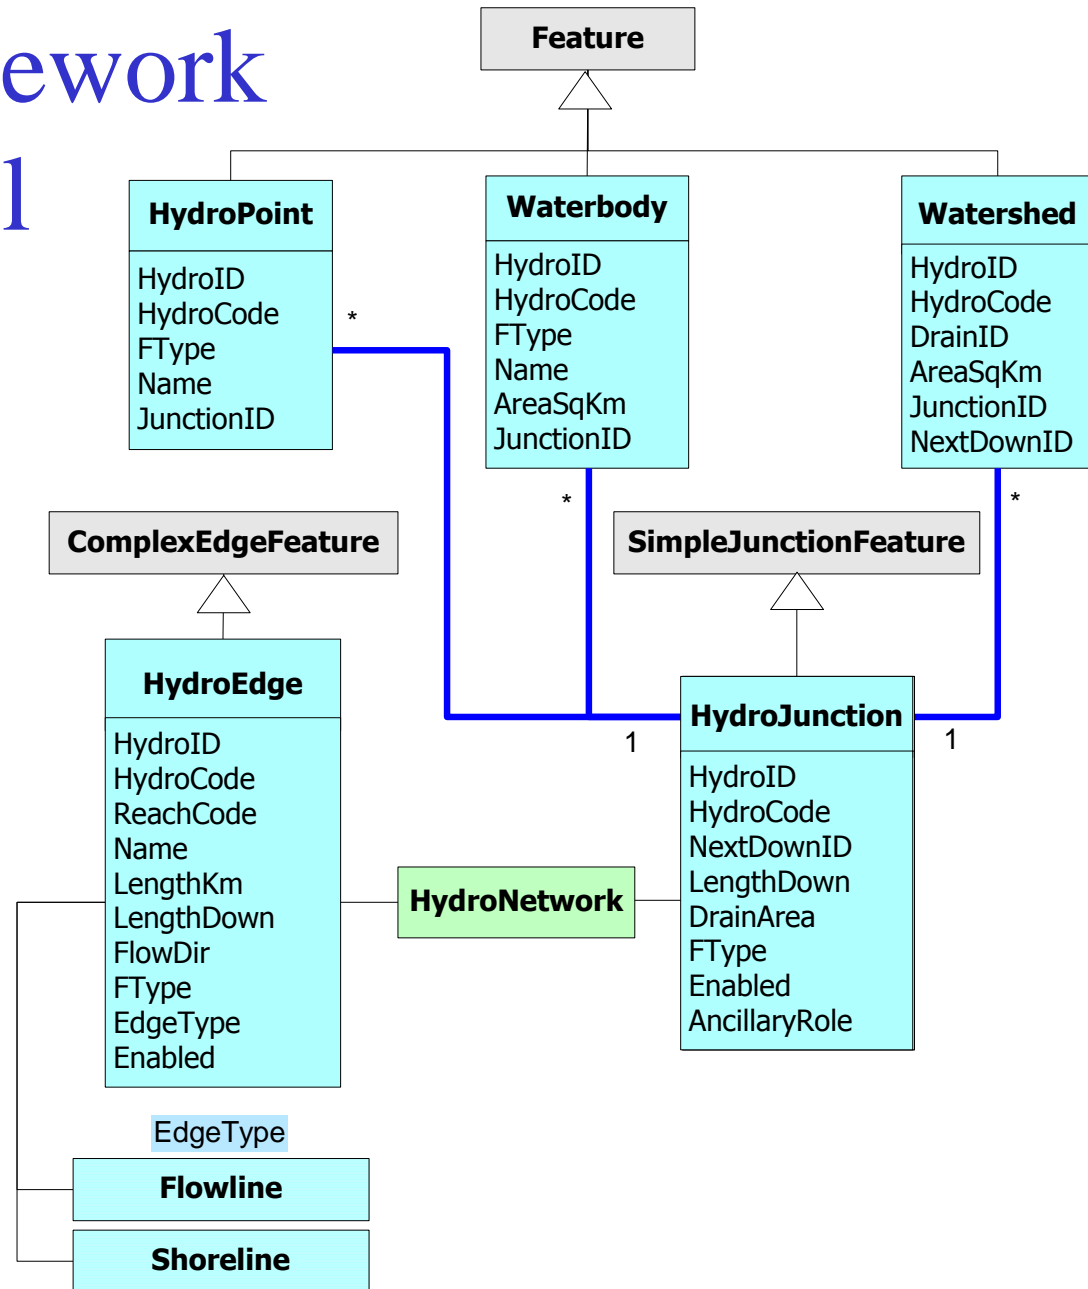 ework
l
Feature
HydroPoint
HydroID
HydroCode
FType
Name
JunctionID
*
Waterbody
HydroID
HydroCode
FType
Name
AreaSqKm
JunctionID
*
Watershed
HydroID
HydroCode
DrainID
AreaSqKm
JunctionID
NextDownID
*
ComplexEdgeFeature
SimpleJunctionFeature
HydroEdge
HydroID
HydroCode
ReachCode
Name
LengthKm
LengthDown
FlowDir
FType
EdgeType
Enabled
HydroNetwork
1
HydroJunction
1
HydroID
HydroCode
NextDownID
LengthDown
DrainArea
FType
Enabled
AncillaryRole
EdgeType
Flowline
Shoreline